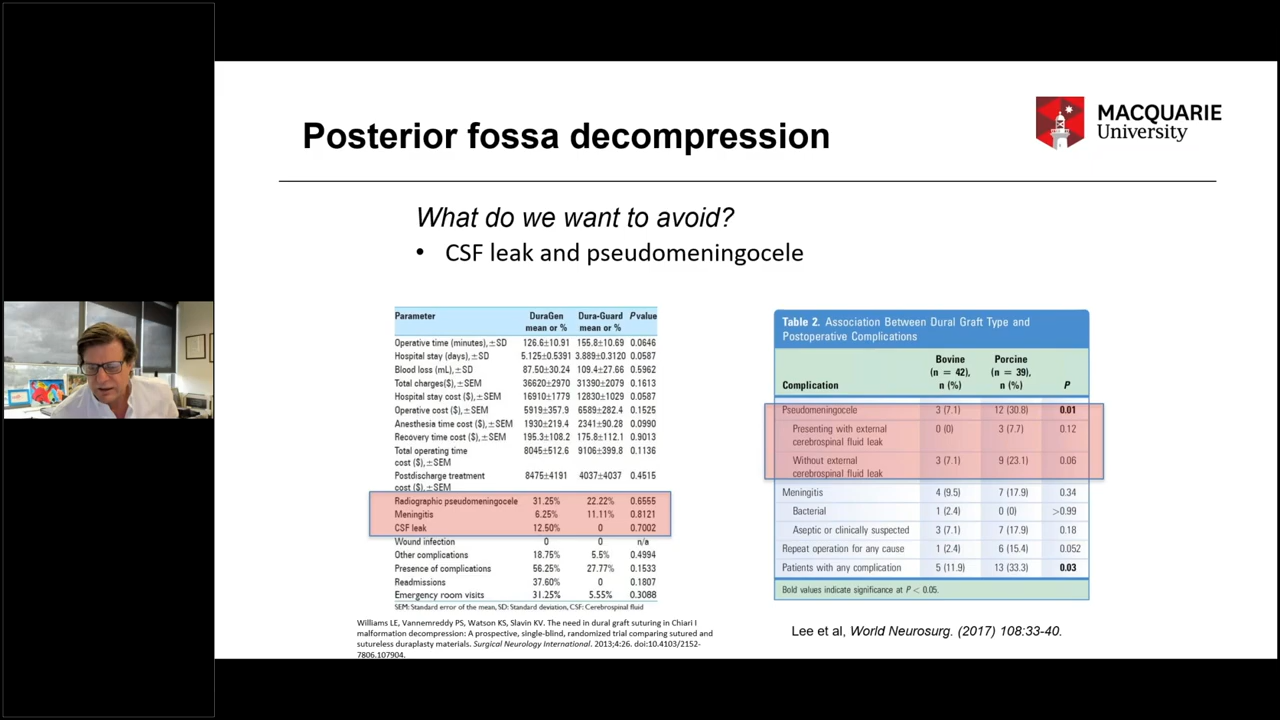 Posterior fossa decompression
MACQUARIE
University
What do we want to avoid?
• CSF leak and pseudomeningocele
Parameter DuraGen Dura-Guard P value
mean or % mean or %
Operative time (minutes),±SD 126.6±10.91 155.8±10.69 0.0646
Hospital stay (days),±SD 5.125±0.5391 3.889±0.3120 0.0587
Blood loss (mL),±SD 87.50±30.24 109.4±27.66 0.5962
Total charges($),±SEM 36620±2970 31390±2079 0.1613
Hospital stay cost ($),±SEM 16910±1779 12830±1029 0.0587
Operative cost ($),±SEM 5919±357.9 6589±282.4 0.1525
Anesthesia time cost ($),±SEM 1930±219.4 2341±90.28 0.0990
Recovery time cost ($),±SEM 195.3±108.2 175.8±112.1 0.9013
Total operating time 8045±512.6 9106±399.8 0.1136
cost ($),±SEM
Postdischarge treatment 8475±4191 4037±4037 0.4515
cost ($),±SEM
Radiographic pseudomeningocele 31.25% 22.22% 0.6555
Meningitis 6.25% 11.11% 0.8121
CSF leak 12.50% 0 0.7002
Wound infection 0 0 n/a
Other complications 18.75% 5.5% 0.4994
Presence of complications 56.25% 27.77% 0.1533
Readmissions 37.60% 0 0.1807
Emergency room visits 31.25% 5.55% 0.3088
SEM: Standard error of the mean, SD: Standard deviation, CSF: Cerebrospinal fluid
Williams LE, Vannemreddy PS, Watson KS, Slavin KV. The need in dural graft suturing in Chiari I
malformation decompression: A prospective, single-blind, randomized trial comparing sutured and
sutureless duraplasty materials. Surgical Neurology International. 2013;4:26. doi:10.4103/2152-
7806.107904.
Table 2. Association Between Dural Graft Type and
Postoperative Complications
Bovine Porcine
(n = 42), (n = 39),
Complication n (%) n (%) P
Pseudomeningocele 3 (7.1) 12 (30.8) 0.01
Presenting with external 0 (0) 3 (7.7) 0.12
cerebrospinal fluid leak
Without external 3 (7.1) 9 (23.1) 0.06
cerebrospinal fluid leak
Meningitis 4 (9.5) 7 (17.9) 0.34
Bacterial 1 (2.4) 0 (0) >0.99
Aseptic or clinically suspected 3 (7.1) 7 (17.9) 0.18
Repeat operation for any cause 1 (2.4) 6 (15.4) 0.052
Patients with any complication 5 (11.9) 13 (33.3) 0.03
Bold values indicate significance at P < 0.05.
Lee et al, World Neurosurg. (2017) 108:33-40.